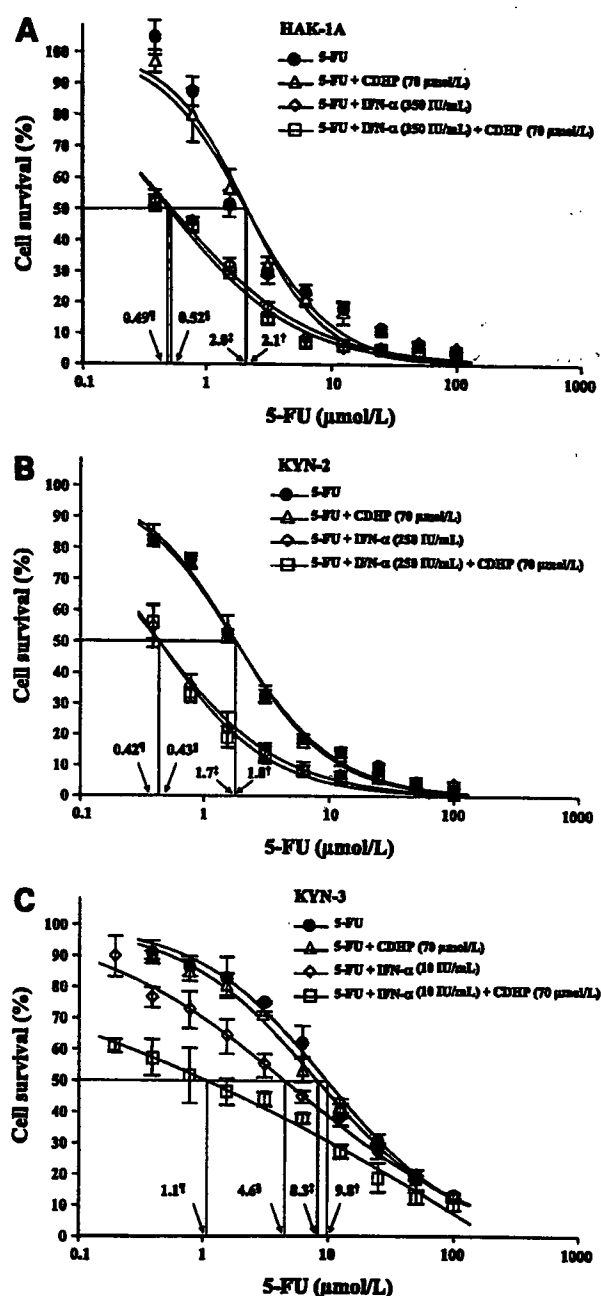 A
HAK-1A
5-FU
5-FU + CDHP (70 µmol/L)
5-FU + IFN-α (350 IU/mL)
5-FU + IFN-α (350 IU/mL) + CDHP (70 µmol/L)
Cell survival (%)
100
90
80
70
60
50
40
30
20
10
0
0.49¶
0.52§
2.0‡
2.1†
0.1
1
10
100
1000
5-FU (µmol/L)
B
KYN-2
5-FU
5-FU + CDHP (70 µmol/L)
5-FU + IFN-α (250 IU/mL)
5-FU + IFN-α (250 IU/mL) + CDHP (70 µmol/L)
Cell survival (%)
100
90
80
70
60
50
40
30
20
10
0
0.42¶
0.43§
1.7‡
1.8†
0.1
1
10
100
1000
5-FU (µmol/L)
C
KYN-3
5-FU
5-FU + CDHP (70 µmol/L)
5-FU + IFN-α (10 IU/mL)
5-FU + IFN-α (10 IU/mL) + CDHP (70 µmol/L)
Cell survival (%)
100
90
80
70
60
50
40
30
20
10
0
1.1¶
4.6§
8.3‡
9.8†
0.1
1
10
100
1000
5-FU (µmol/L)